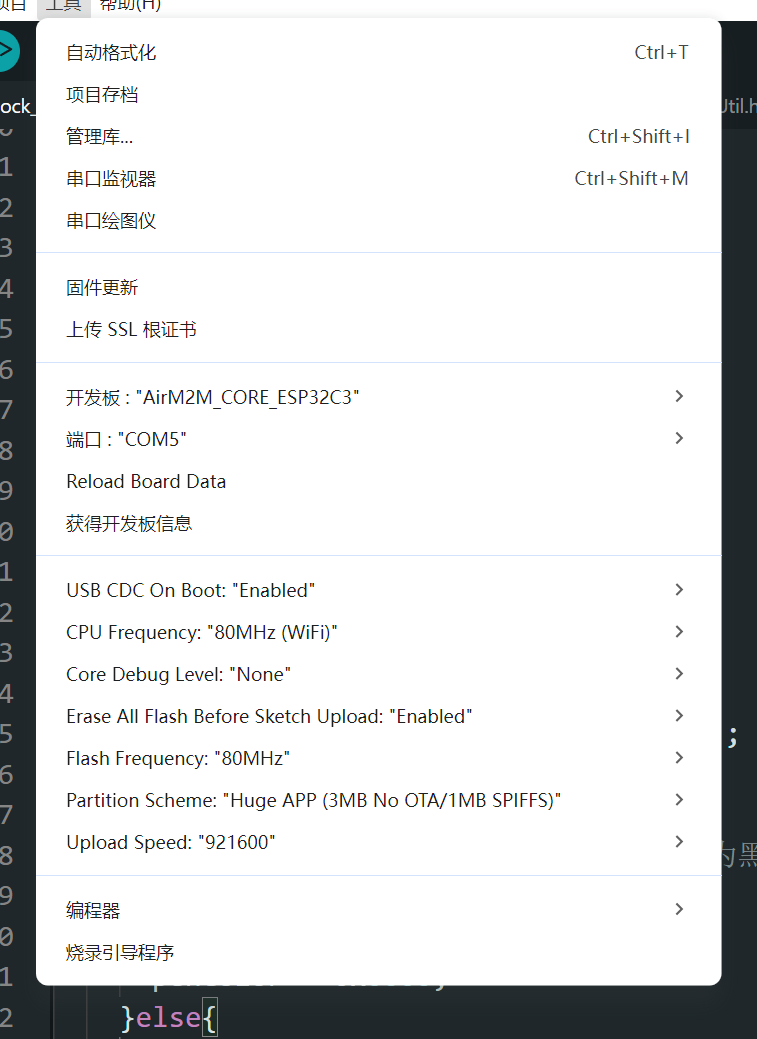 项目 工具 帮助(H)
自动格式化 Ctrl+T
项目存档
管理库... Ctrl+Shift+I
串口监视器 Ctrl+Shift+M
串口绘图仪
固件更新
上传 SSL 根证书
开发板 : "AirM2M_CORE_ESP32C3"
端口 : "COM5"
Reload Board Data
获得开发板信息
USB CDC On Boot: "Enabled"
CPU Frequency: "80MHz (WiFi)"
Core Debug Level: "None"
Erase All Flash Before Sketch Upload: "Enabled"
Flash Frequency: "80MHz"
Partition Scheme: "Huge APP (3MB No OTA/1MB SPIFFS)"
Upload Speed: "921600"
编程器
烧录引导程序
}else{